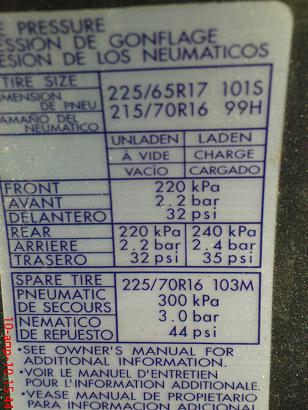 E PRESSURE
ESSION DE GONFLAGE
ESION DE LOS NEUMATICOS
TIRE SIZE 225/65R17 101S
IMENSION DE PNEU 215/70R16 99H
TAMAÑO DEL NEUMATICO
UNLADEN LADEN
À VIDE CHARGE
VACÍO CARGADO
FRONT 220 kPa
AVANT 2.2 bar
DELANTERO 32 psi
REAR 220 kPa 240 kPa
ARRIERE 2.2 bar 2.4 bar
TRASERO 32 psi 35 psi
SPARE TIRE 225/70R16 103M
PNEUMATIC DE SECOURS 300 kPa
3.0 bar
NEMATICO DE REPUESTO 44 psi
•SEE OWNER'S MANUAL FOR
ADDITIONAL INFORMATION.
•VOIR LE MANUEL D'ENTRETIEN
POUR INFORMATION ADDITIONALE.
•VEASE MANUAL DE PROPIETARIO
PARA INFORMACION ADICIONAL